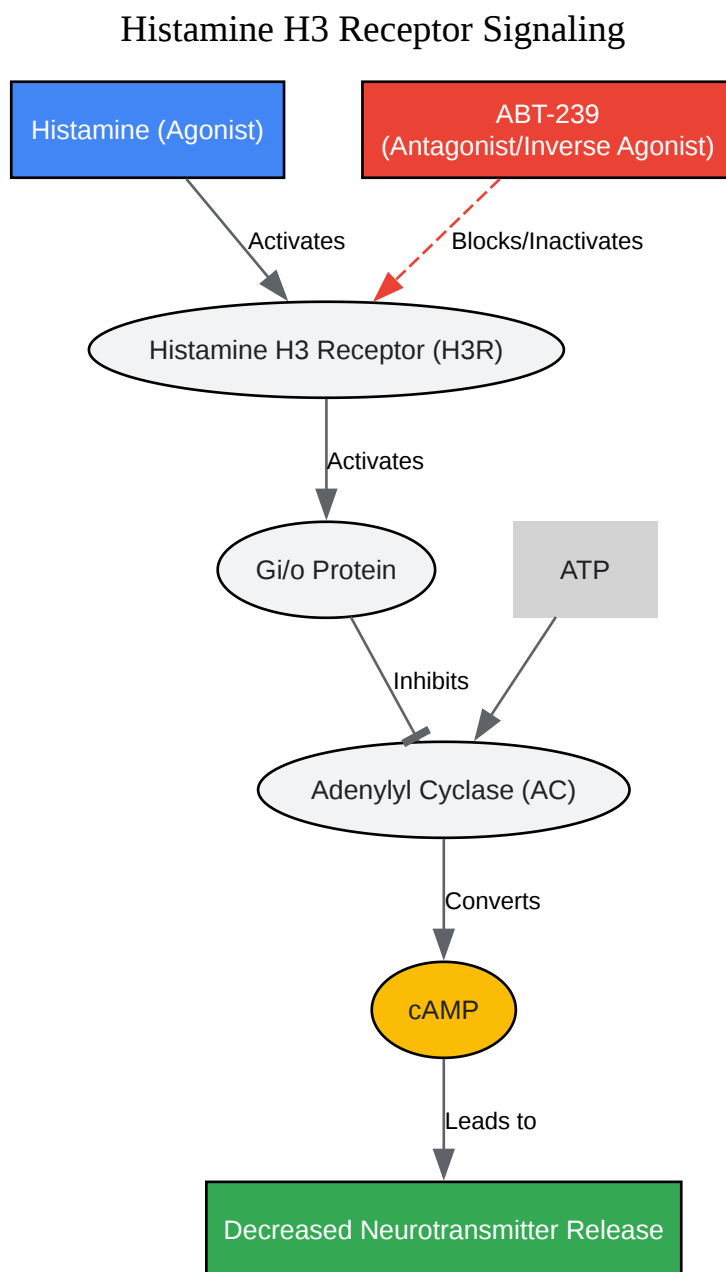 Histamine H3 Receptor Signaling
Histamine (Agonist)
ABT-239
(Antagonist/Inverse Agonist)
Activates
Blocks/Inactivates
Histamine H3 Receptor (H3R)
Activates
Gi/o Protein
ATP
Inhibits
Adenylyl Cyclase (AC)
Converts
cAMP
Leads to
Decreased Neurotransmitter Release